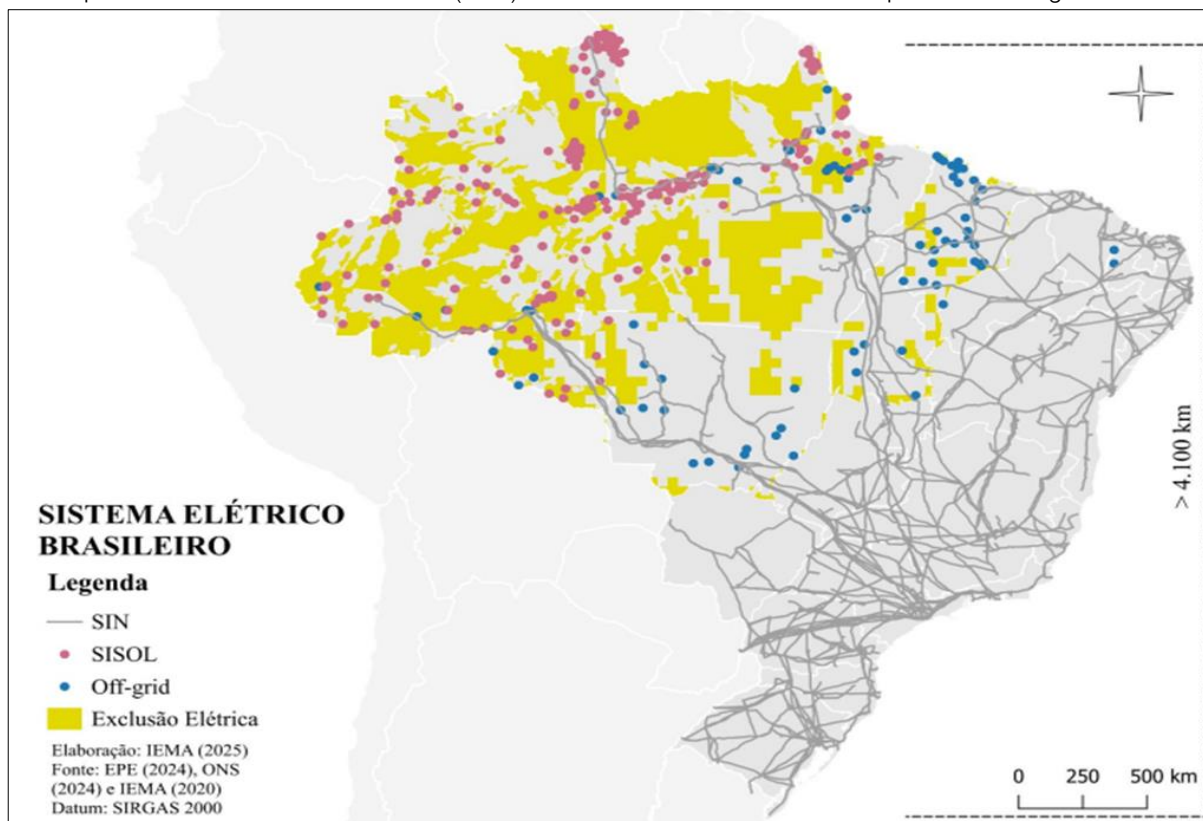 SISTEMA ELÉTRICO
BRASILEIRO
Legenda
SIN
SISOL
Off-grid
Exclusão Elétrica
Elaboração: IEMA (2025)
Fonte: EPE (2024), ONS
(2024) e IEMA (2020)
Datum: SIRGAS 2000
> 4.100 km
0 250 500 km